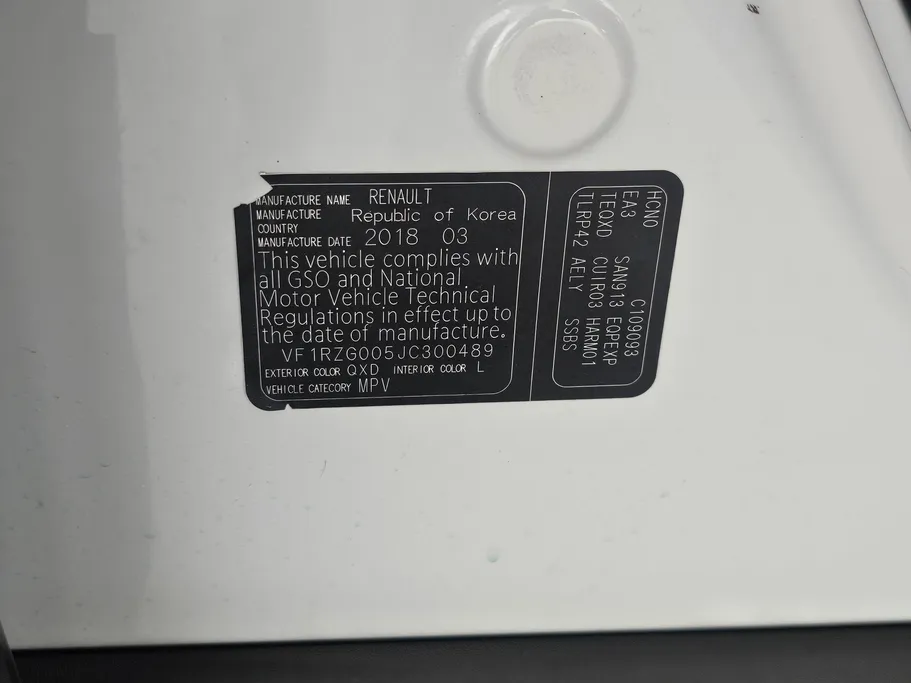 MANUFACTURE NAME RENAULT
MANUFACTURE COUNTRY Republic of Korea
MANUFACTURE DATE 2018 03
This vehicle complies with
all GSO and National
Motor Vehicle Technical
Regulations in effect up to
the date of manufacture.
VF1RZG005JC300489
EXTERIOR COLOR QXD INTERIOR COLOR L
VEHICLE CATECORY MPV
HCNO C109093
EA3 SAN913 EQPEXP
TEQXD CUIR03 HARM01
TLRP42 AELY SSBS